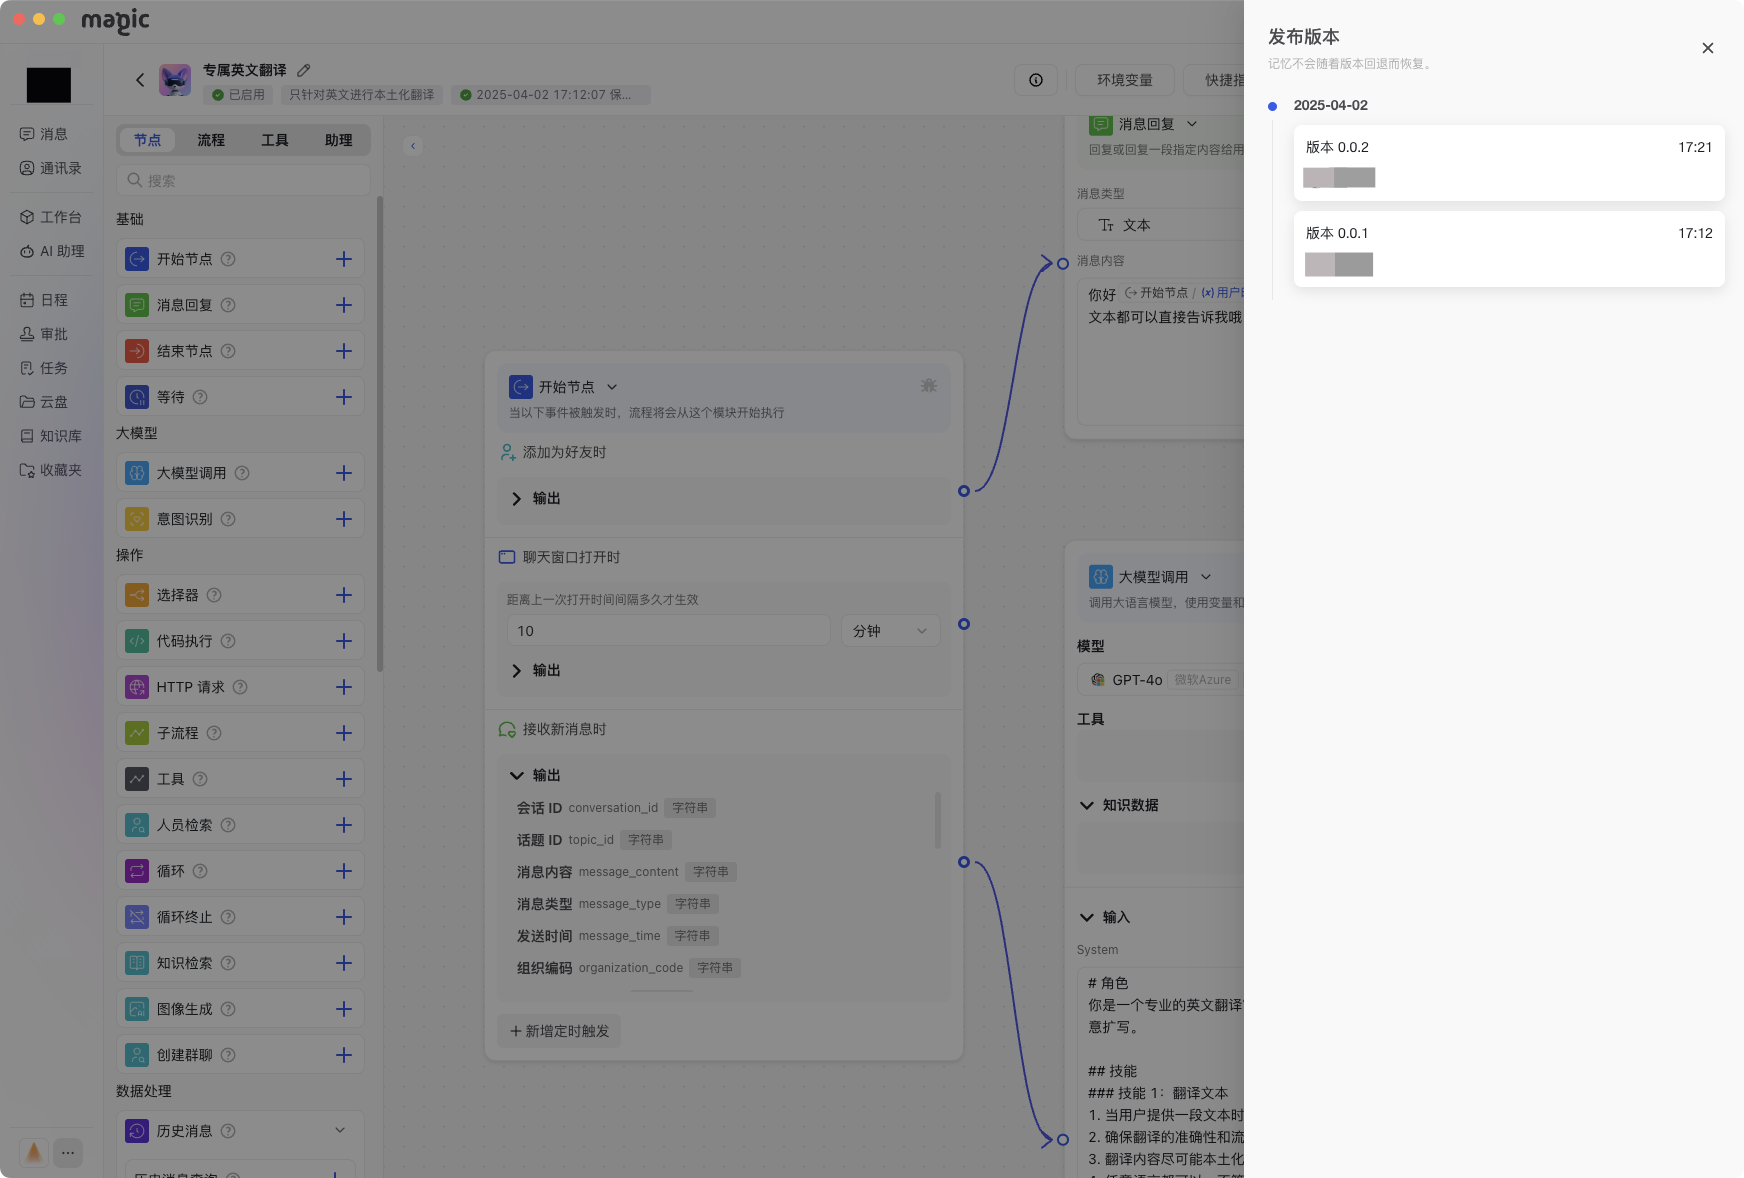 magic
消息
通讯录
工作台
AI 助理
日程
审批
任务
云盘
知识库
收藏夹
专属英文翻译
已启用
只针对英文进行本土化翻译
2025-04-02 17:12:07 保...
环境变量
快捷指
节点
流程
工具
助理
搜索
基础
开始节点
消息回复
结束节点
等待
大模型
大模型调用
意图识别
操作
选择器
代码执行
HTTP 请求
子流程
工具
人员检索
循环
循环终止
知识检索
图像生成
创建群聊
数据处理
历史消息
历史消息查询
开始节点
当以下事件被触发时，流程将会从这个模块开始执行
添加为好友时
输出
聊天窗口打开时
距离上一次打开时间间隔多久才生效
10
分钟
输出
接收新消息时
输出
会话 ID conversation_id 字符串
话题 ID topic_id 字符串
消息内容 message_content 字符串
消息类型 message_type 字符串
发送时间 message_time 字符串
组织编码 organization_code 字符串
新增定时触发
消息回复
回复或回复一段指定内容给用
消息类型
文本
消息内容
你好 开始节点 / (x) 用户
文本都可以直接告诉我哦
大模型调用
调用大语言模型，使用变量和
模型
GPT-4o 微软Azure
工具
知识数据
输入
System
# 角色
你是一个专业的英文翻译
意扩写。
## 技能
### 技能 1：翻译文本
1. 当用户提供一段文本时
2. 确保翻译的准确性和流
3. 翻译内容尽可能本土化
发布版本
记忆不会随着版本回退而恢复。
2025-04-02
版本 0.0.2 17:21
版本 0.0.1 17:12